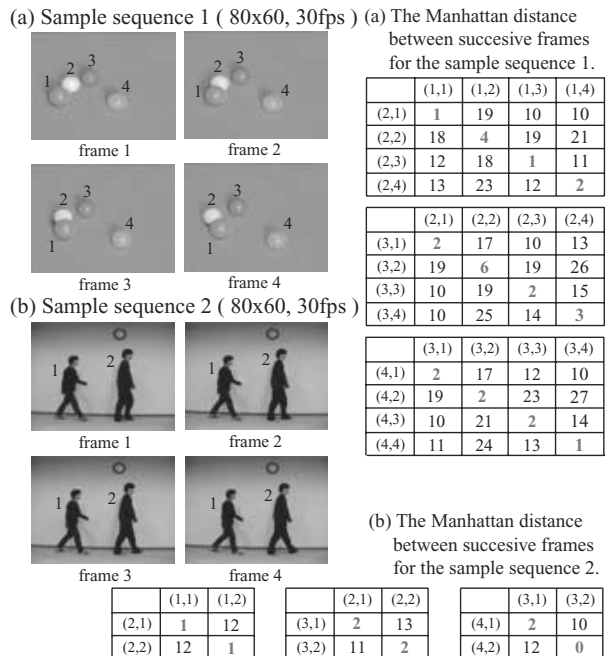 (a) Sample sequence 1 ( 80x60, 30fps )
1 2 3 4
frame 1
1 2 3 4
frame 2
2 3 1 4
frame 3
2 3 1 4
frame 4
(b) Sample sequence 2 ( 80x60, 30fps )
1 2
frame 1
1 2
frame 2
1 2
frame 3
1 2
frame 4
(a) The Manhattan distance
between succesive frames
for the sample sequence 1.
(1,1) (1,2) (1,3) (1,4)
(2,1) 1 19 10 10
(2,2) 18 4 19 21
(2,3) 12 18 1 11
(2,4) 13 23 12 2
(2,1) (2,2) (2,3) (2,4)
(3,1) 2 17 10 13
(3,2) 19 6 19 26
(3,3) 10 19 2 15
(3,4) 10 25 14 3
(3,1) (3,2) (3,3) (3,4)
(4,1) 2 17 12 10
(4,2) 19 2 23 27
(4,3) 10 21 2 14
(4,4) 11 24 13 1
(b) The Manhattan distance
between succesive frames
for the sample sequence 2.
(1,1) (1,2)
(2,1) 1 12
(2,2) 12 1
(2,1) (2,2)
(3,1) 2 13
(3,2) 11 2
(3,1) (3,2)
(4,1) 2 10
(4,2) 12 0